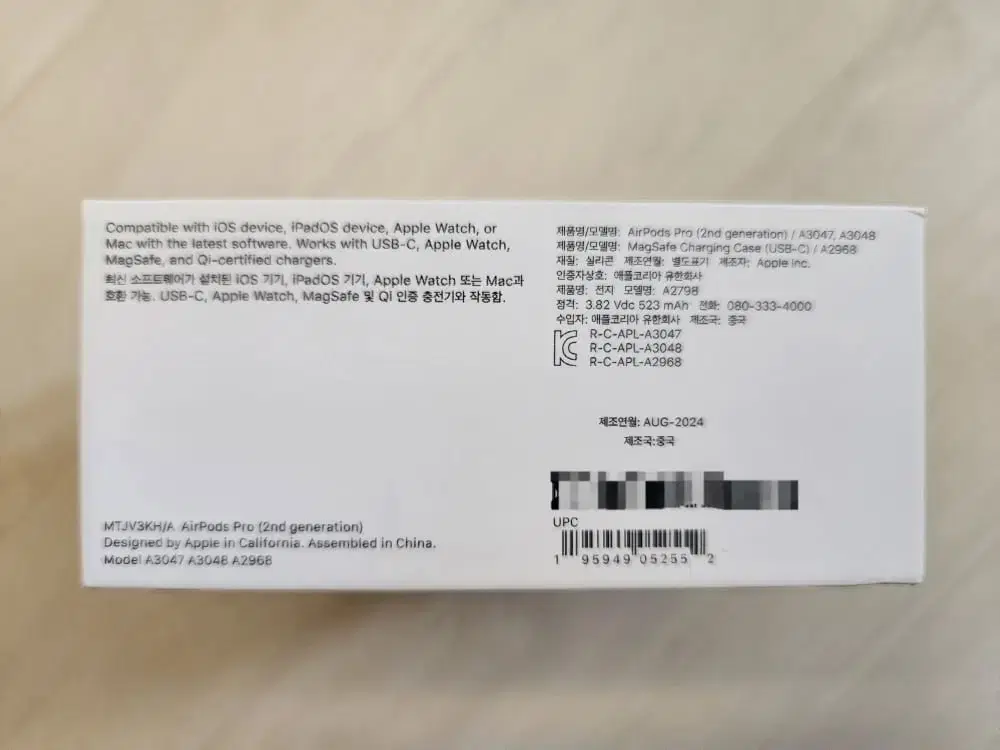 Compatible with iOS device, iPadOS device, Apple Watch, or
Mac with the latest software. Works with USB-C, Apple Watch,
MagSafe, and Qi-certified chargers.
최신 소프트웨어가 설치된 iOS 기기, iPadOS 기기, Apple Watch 또는 Mac과
호환 가능. USB-C, Apple Watch, MagSafe 및 Qi 인증 충전기와 작동함.
MTJV3KH/A AirPods Pro (2nd generation)
Designed by Apple in California. Assembled in China.
Model A3047 A3048 A2968
제품명/모델명: AirPods Pro (2nd generation) / A3047, A3048
제품명/모델명: MagSafe Charging Case (USB-C) / A2968
재질: 실리콘 제조연월: 별도표기 제조자: Apple Inc.
인증자상호: 애플코리아 유한회사
제품명: 전지 모델명: A2798
정격: 3.82 Vdc 523 mAh 전화: 080-333-4000
수입자: 애플코리아 유한회사 제조국: 중국
R-C-APL-A3047
R-C-APL-A3048
R-C-APL-A2968
제조연월: AUG-2024
제조국:중국
UPC
1 95949 05255 2